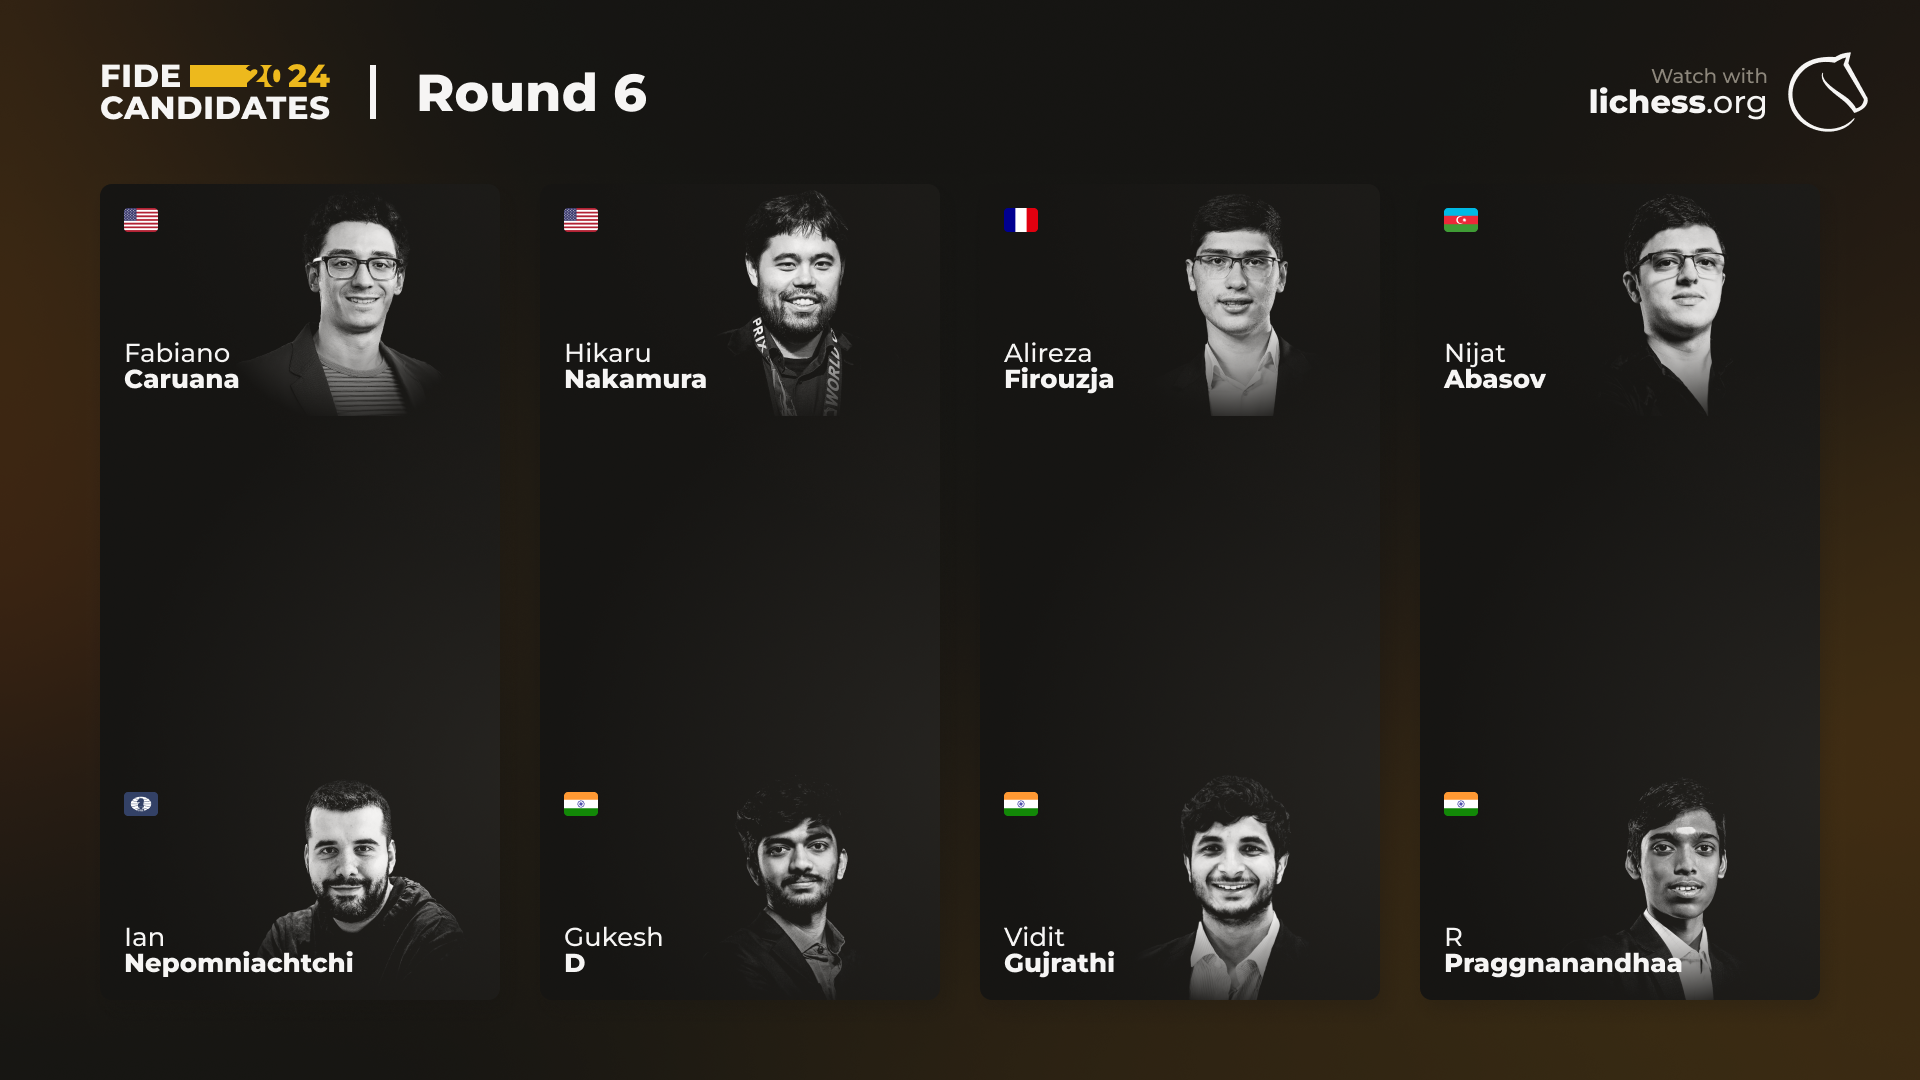 FIDE 2024
CANDIDATES
Round 6
Watch with
lichess.org
Fabiano
Caruana
Ian
Nepomniachtchi
Hikaru
Nakamura
PRIX
WORLD
Gukesh
D
Alireza
Firouzja
Vidit
Gujrathi
Nijat
Abasov
R
Praggnanandhaa